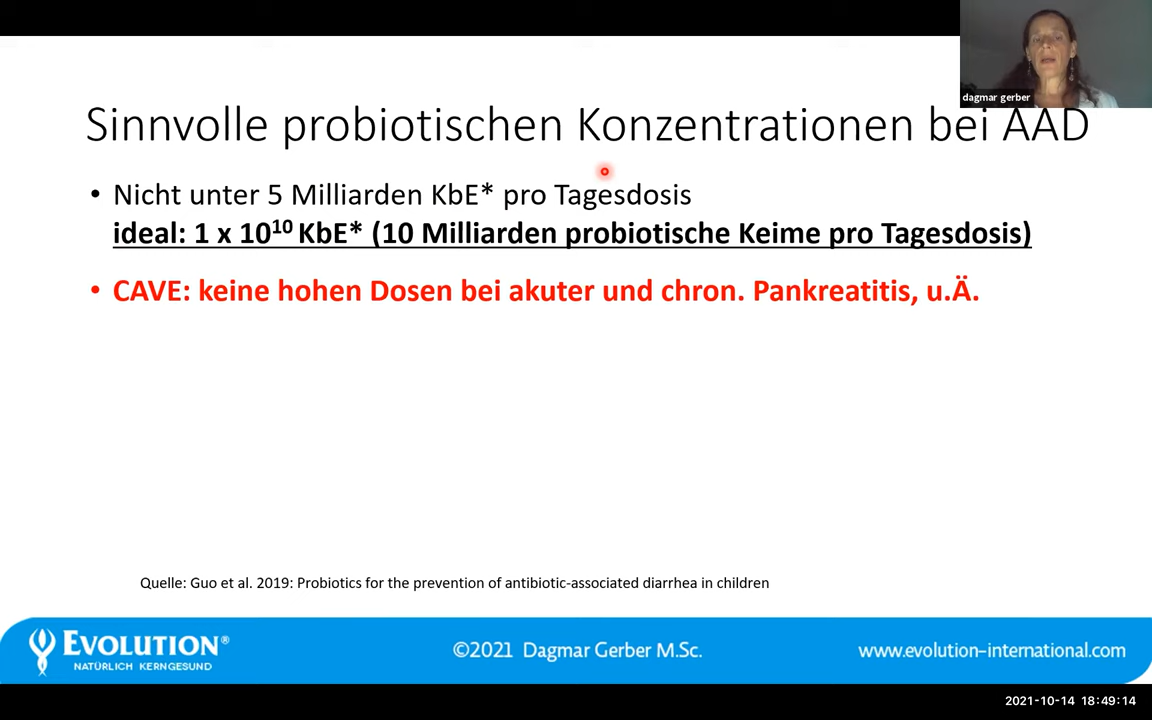 dagmar gerber
Sinnvolle probiotischen Konzentrationen bei AAD
• Nicht unter 5 Milliarden KbE* pro Tagesdosis
ideal: 1 x 10¹⁰ KbE* (10 Milliarden probiotische Keime pro Tagesdosis)
• CAVE: keine hohen Dosen bei akuter und chron. Pankreatitis, u.Ä.
Quelle: Guo et al. 2019: Probiotics for the prevention of antibiotic-associated diarrhea in children
EVOLUTION®
NATÜRLICH KERNGESUND
©2021 Dagmar Gerber M.Sc.
www.evolution-international.com
2021-10-14 18:49:14